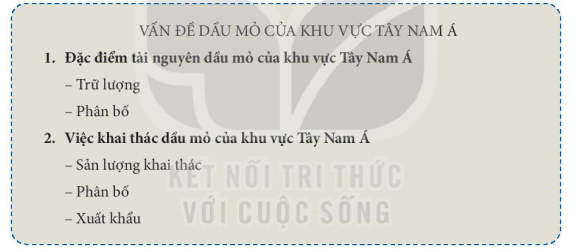 VẤN ĐỀ DẦU MỎ CỦA KHU VỰC TÂY NAM Á
1. Đặc điểm tài nguyên dầu mỏ của khu vực Tây Nam Á
– Trữ lượng
– Phân bố
2. Việc khai thác dầu mỏ của khu vực Tây Nam Á
– Sản lượng khai thác
– Phân bố
– Xuất khẩu
KẾT NỐI TRI THỨC
VỚI CUỘC SỐNG